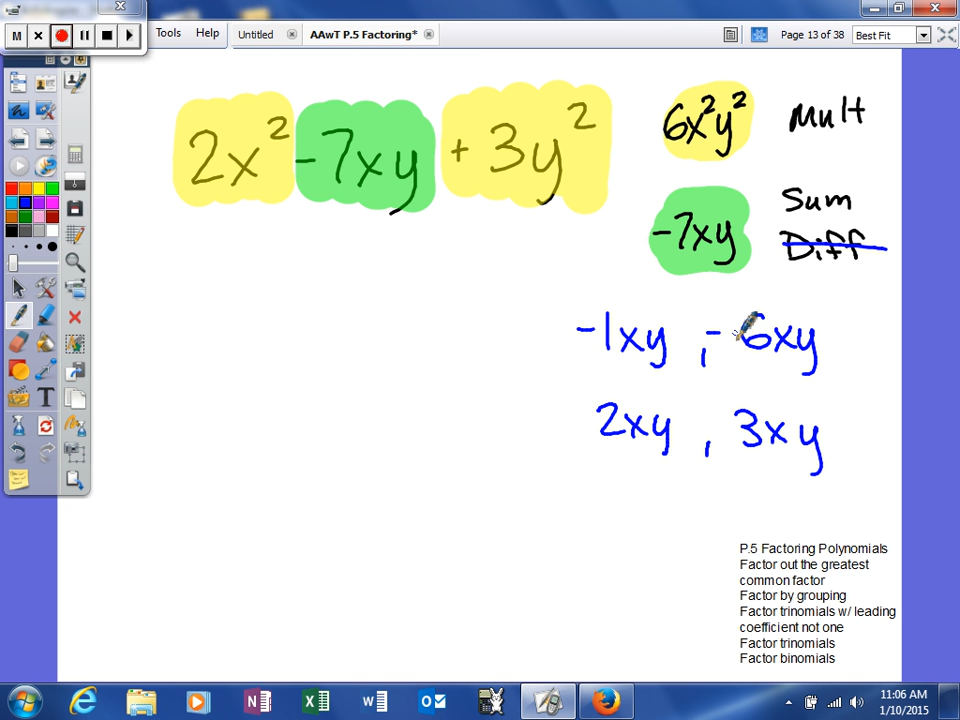 Tools Help Untitled AAwT P.5 Factoring* Page 13 of 38 Best Fit
M
2x² -7xy +3y²
6x²y² Mult
-7xy Sum
Diff
-1xy , -6xy
2xy , 3xy
P.5 Factoring Polynomials
Factor out the greatest
common factor
Factor by grouping
Factor trinomials w/ leading
coefficient not one
Factor trinomials
Factor binomials
11:06 AM
1/10/2015